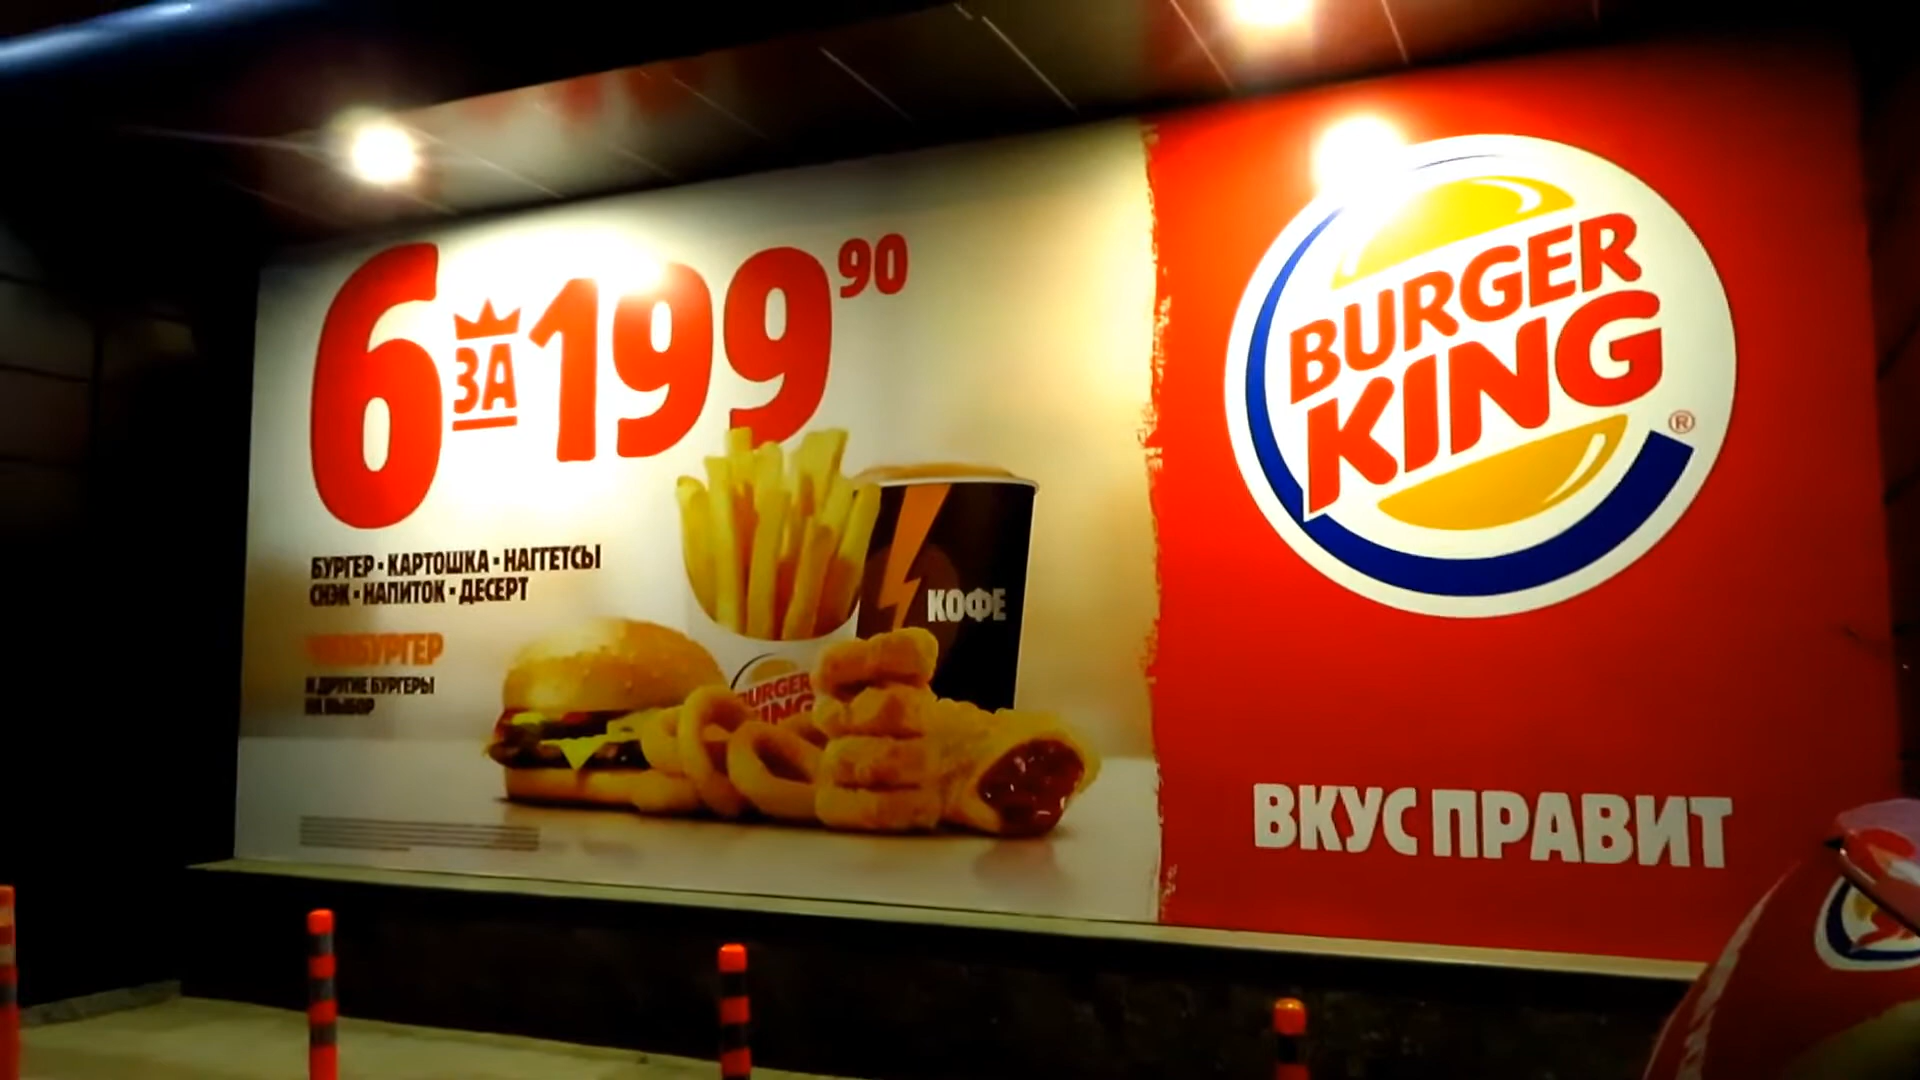 6 ЗА 199 90
БУРГЕР · КАРТОШКА · НАГГЕТСЫ
СНЭК · НАПИТОК · ДЕСЕРТ
ЧИЗБУРГЕР
И ДРУГИЕ БУРГЕРЫ
НА ВЫБОР
КОФЕ
BURGER
KING
BURGER
KING®
ВКУС ПРАВИТ